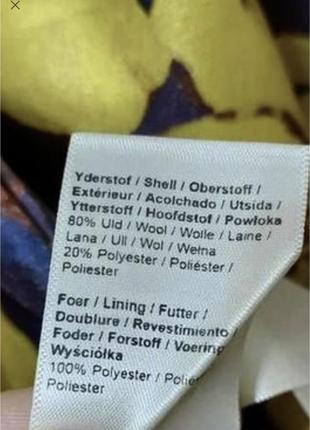 Yderstof / Shell / Oberstoff /
Extérieur / Acolchado / Utsida /
Ytterstoff / Hoofdstof / Powłoka
80% Uld / Wool / Wolle / Laine /
Lana / Ull / Wol / Wełna
20% Polyester / Poliéster /
Poliester
Foer / Lining / Futter /
Doublure / Revestimiento /
Foder / Forstoff / Voering
Wyściółka
100% Polyester /
Poliester